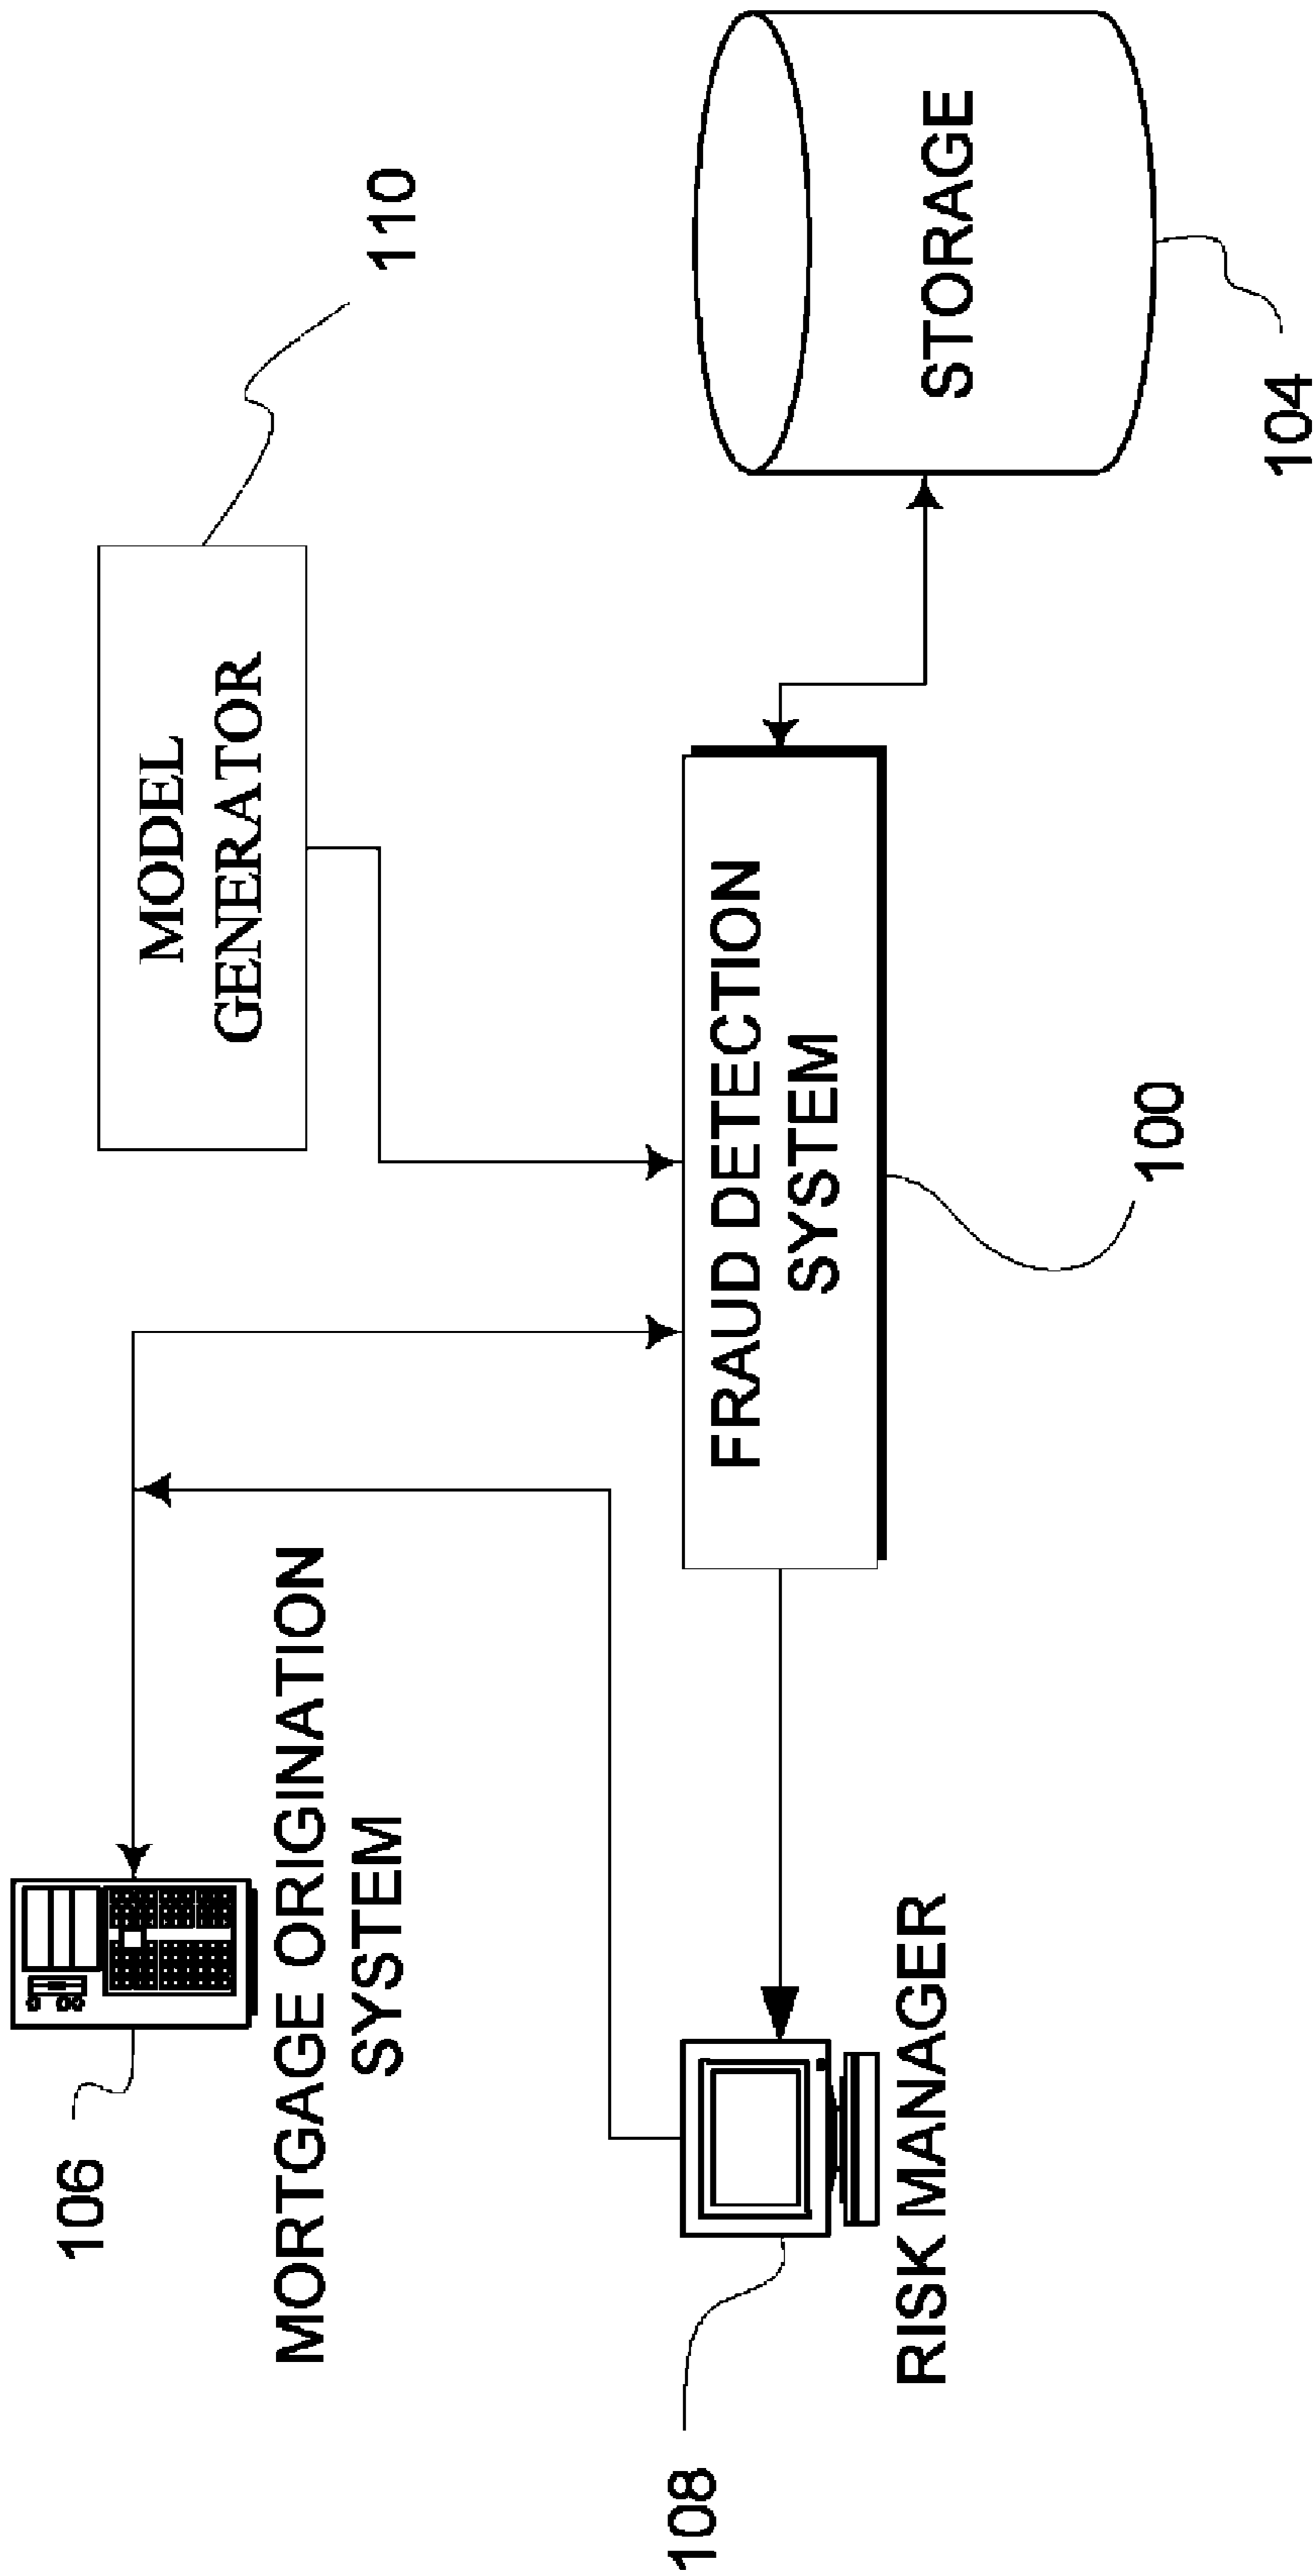 106
MORTGAGE ORIGINATION
SYSTEM
MODEL
GENERATOR
110
108
RISK MANAGER
FRAUD DETECTION
SYSTEM
100
STORAGE
104